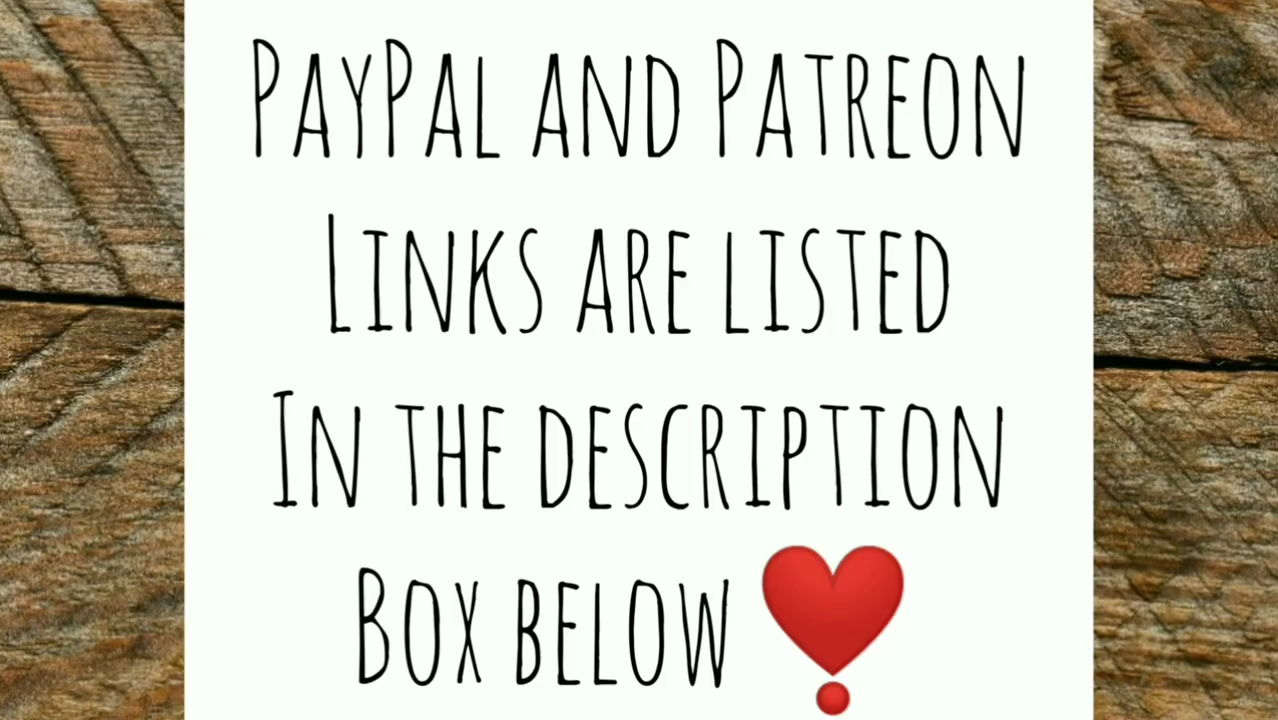 PayPal and Patreon
Links are listed
In the description
Box below ❣️